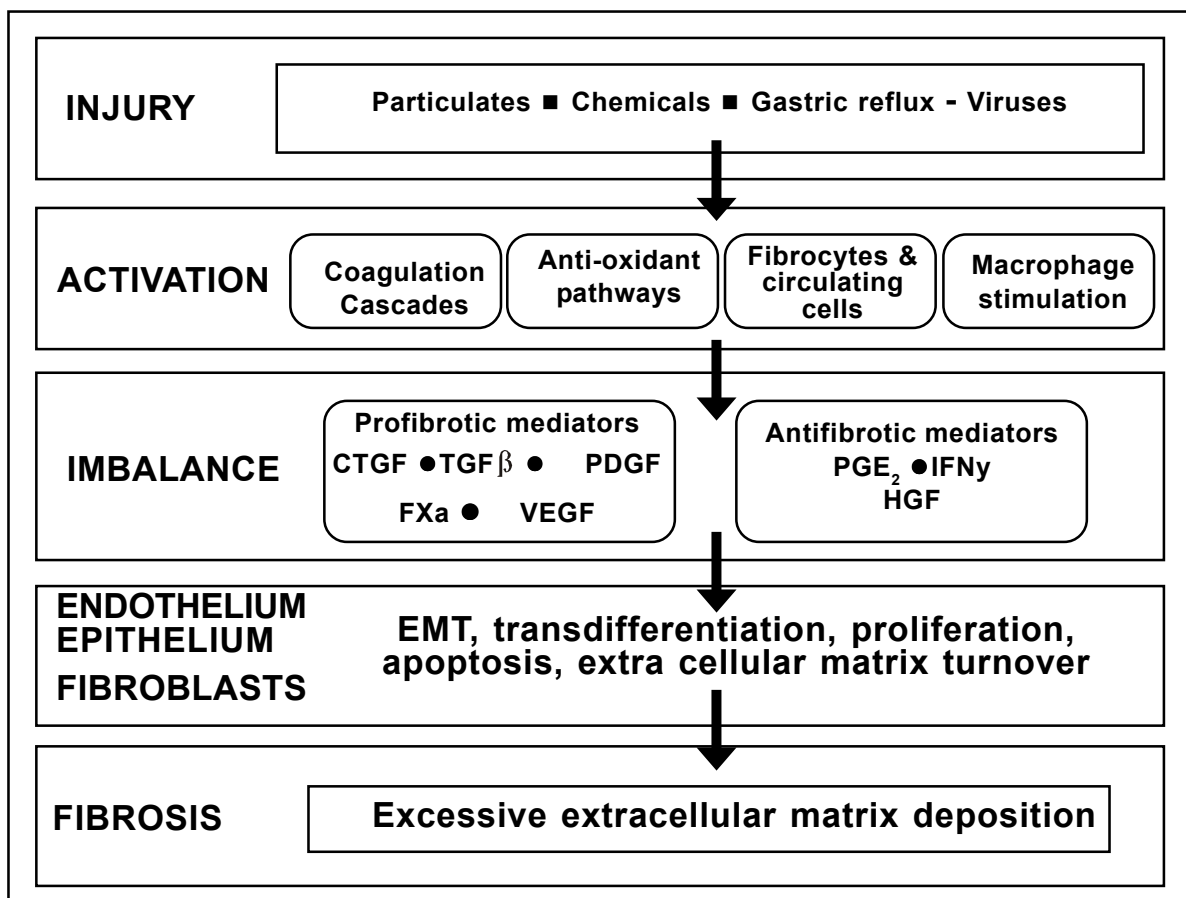 INJURY
Particulates ■ Chemicals ■ Gastric reflux - Viruses
ACTIVATION
Coagulation
Cascades
Anti-oxidant
pathways
Fibrocytes &
circulating
cells
Macrophage
stimulation
IMBALANCE
Profibrotic mediators
CTGF ●TGFβ ● PDGF
FXa ● VEGF
Antifibrotic mediators
PGE₂ ●IFNy
HGF
ENDOTHELIUM
EPITHELIUM
FIBROBLASTS
EMT, transdifferentiation, proliferation,
apoptosis, extra cellular matrix turnover
FIBROSIS
Excessive extracellular matrix deposition